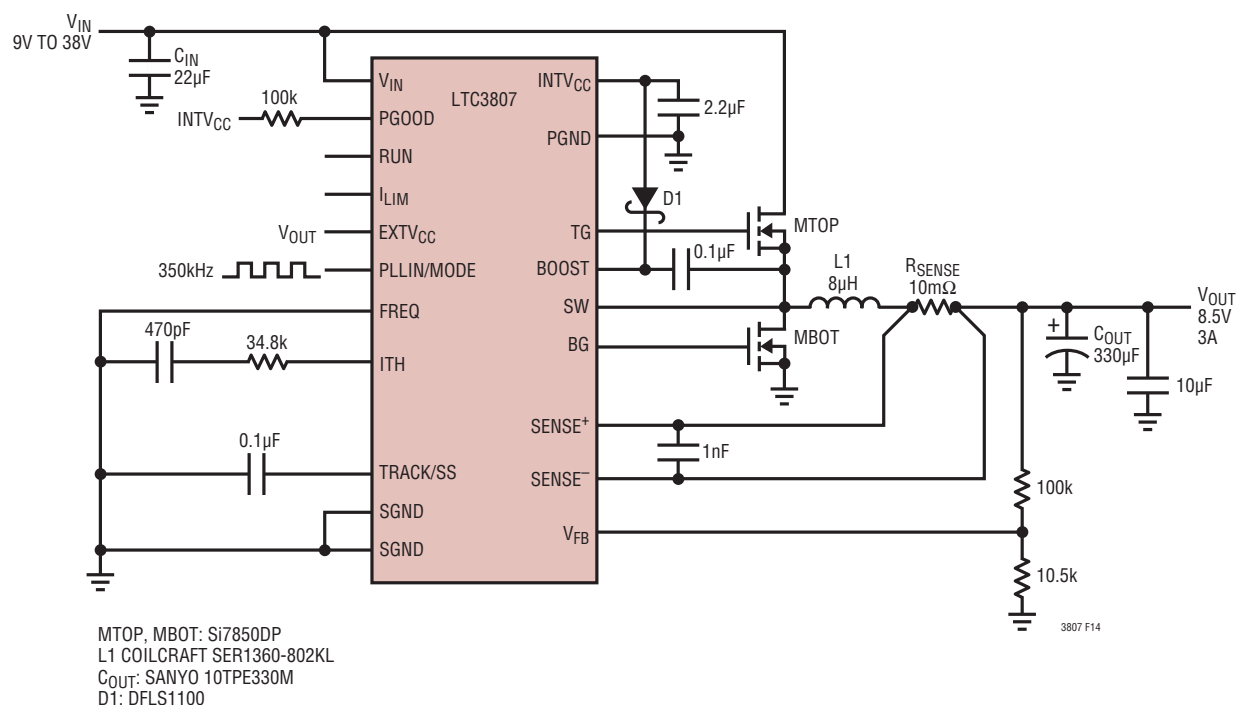 VIN
9V TO 38V
CIN
22µF
100k
INTVCC
VIN
LTC3807
INTVCC
PGOOD
2.2µF
PGND
RUN
ILIM
D1
VOUT
EXTVCC
TG
MTOP
0.1µF
350kHz
PLLIN/MODE
BOOST
L1
8µH
RSENSE
10mΩ
FREQ
SW
VOUT
8.5V
3A
470pF
34.8k
ITH
BG
MBOT
+
COUT
330µF
10µF
SENSE+
0.1µF
1nF
TRACK/SS
SENSE–
100k
SGND
VFB
SGND
10.5k
3807 F14
MTOP, MBOT: Si7850DP
L1 COILCRAFT SER1360-802KL
COUT: SANYO 10TPE330M
D1: DFLS1100